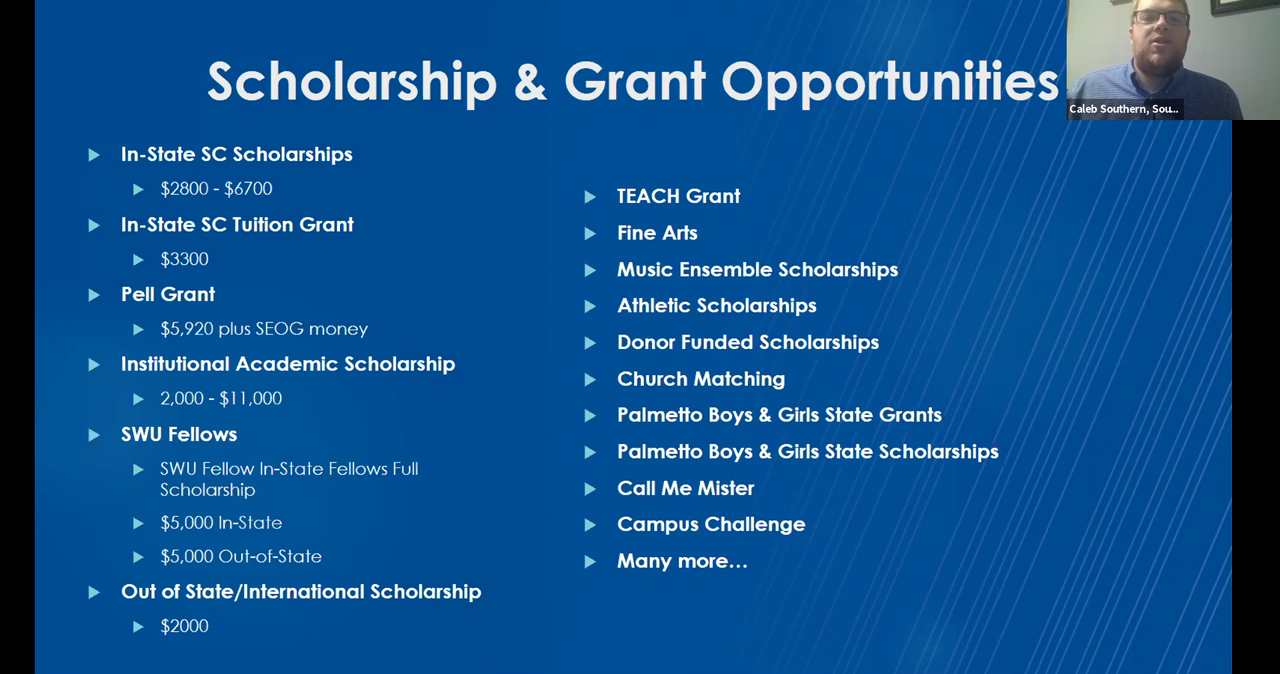 Scholarship & Grant Opportunities
Caleb Southern, Sou...
In-State SC Scholarships
$2800 - $6700
In-State SC Tuition Grant
$3300
Pell Grant
$5,920 plus SEOG money
Institutional Academic Scholarship
2,000 - $11,000
SWU Fellows
SWU Fellow In-State Fellows Full
Scholarship
$5,000 In-State
$5,000 Out-of-State
Out of State/International Scholarship
$2000
TEACH Grant
Fine Arts
Music Ensemble Scholarships
Athletic Scholarships
Donor Funded Scholarships
Church Matching
Palmetto Boys & Girls State Grants
Palmetto Boys & Girls State Scholarships
Call Me Mister
Campus Challenge
Many more…